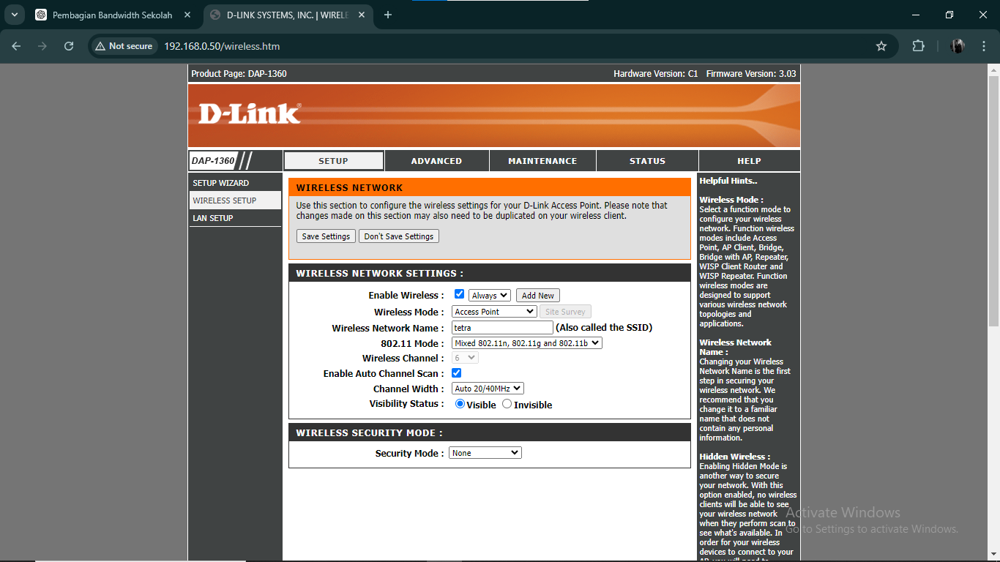 Pembagian Bandwidth Sekolah
D-LINK SYSTEMS, INC. | WIRELE
Not secure
192.168.0.50/wireless.htm
Product Page: DAP-1360
Hardware Version: C1 Firmware Version: 3.03
D-Link
DAP-1360
SETUP
ADVANCED
MAINTENANCE
STATUS
HELP
SETUP WIZARD
WIRELESS SETUP
LAN SETUP
WIRELESS NETWORK
Use this section to configure the wireless settings for your D-Link Access Point. Please note that
changes made on this section may also need to be duplicated on your wireless client.
Save Settings
Don't Save Settings
WIRELESS NETWORK SETTINGS :
Enable Wireless : Always Add New
Wireless Mode : Access Point Site Survey
Wireless Network Name : tetra (Also called the SSID)
802.11 Mode : Mixed 802.11n, 802.11g and 802.11b
Wireless Channel : 6
Enable Auto Channel Scan :
Channel Width : Auto 20/40MHz
Visibility Status : Visible Invisible
WIRELESS SECURITY MODE :
Security Mode : None
Helpful Hints..
Wireless Mode :
Select a function mode to
configure your wireless
network. Function wireless
modes include Access
Point, AP Client, Bridge,
Bridge with AP, Repeater,
WISP Client Router and
WISP Repeater. Function
wireless modes are
designed to support
various wireless network
topologies and
applications.
Wireless Network
Name :
Changing your Wireless
Network Name is the first
step in securing your
wireless network. We
recommend that you
change it to a familiar
name that does not
contain any personal
information.
Hidden Wireless :
Enabling Hidden Mode is
another way to secure
your network. With this
option enabled, no wireless
clients will be able to see
your wireless network
when they perform scan to
see what's available. In
order for your wireless
devices to connect to your
AP, you will need to
Activate Windows
Go to Settings to activate Windows.